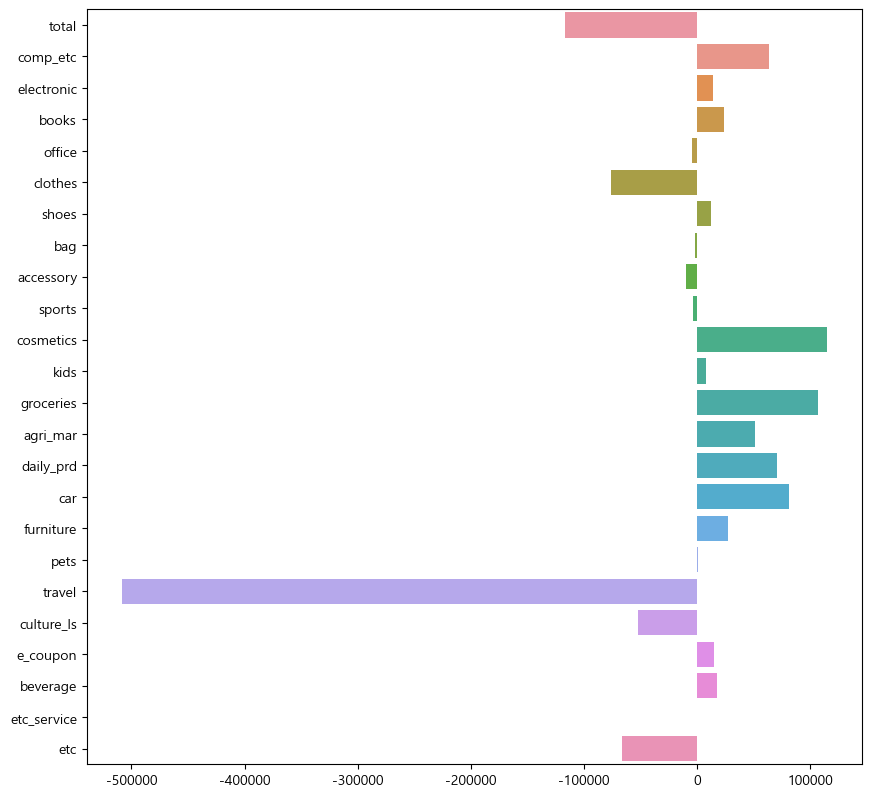 total
comp_etc
electronic
books
office
clothes
shoes
bag
accessory
sports
cosmetics
kids
groceries
agri_mar
daily_prd
car
furniture
pets
travel
culture_ls
e_coupon
beverage
etc_service
etc
-500000 -400000 -300000 -200000 -100000 0 100000